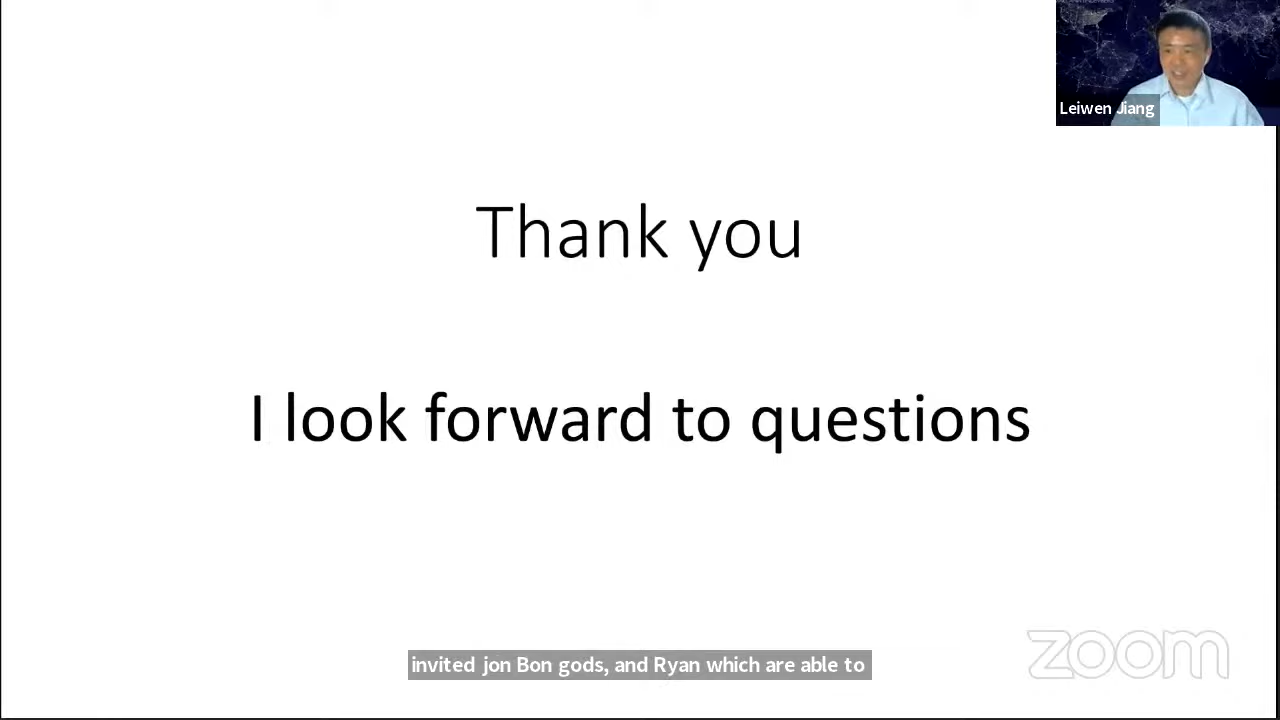 Leiwen Jiang
Thank you
I look forward to questions
invited jon Bon gods, and Ryan which are able to
zoom